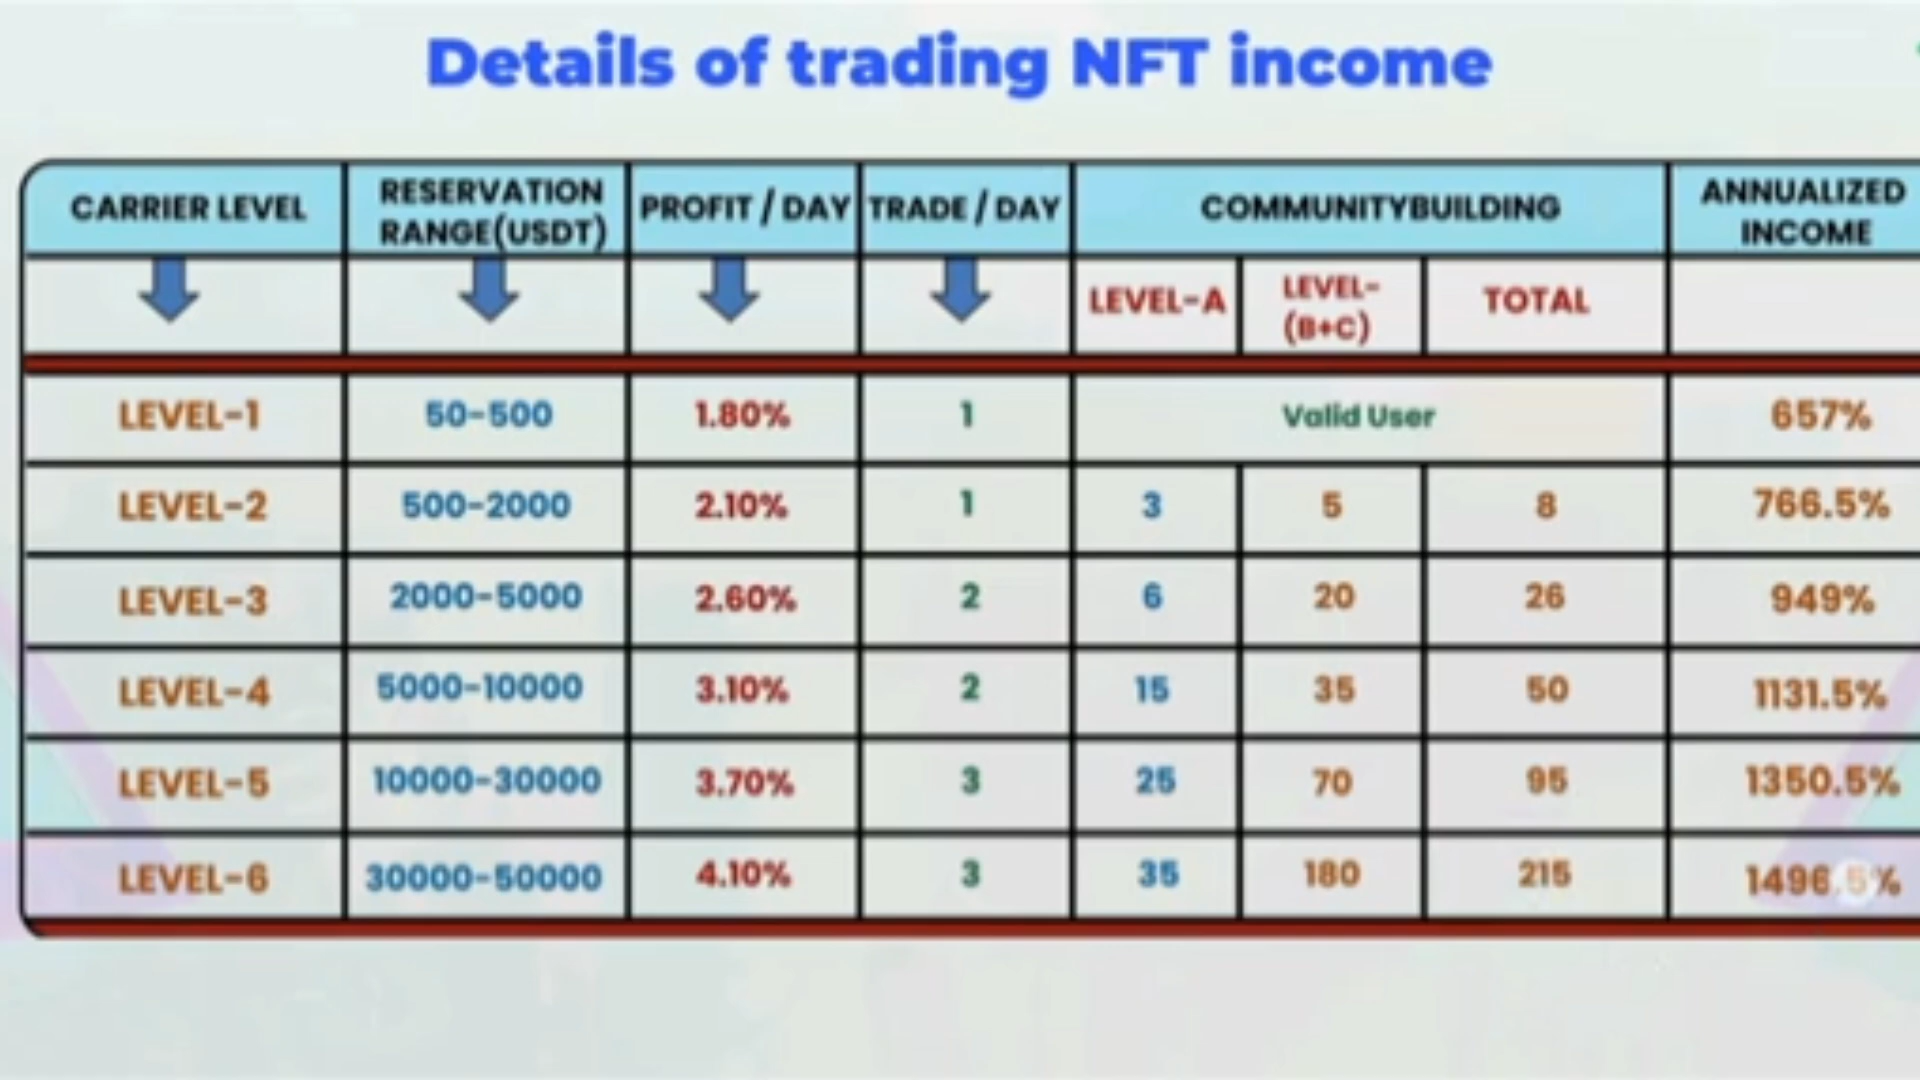 Details of trading NFT income
CARRIER LEVEL RESERVATION RANGE(USDT) PROFIT / DAY TRADE / DAY COMMUNITYBUILDING ANNUALIZED INCOME
LEVEL-A LEVEL-(B+C) TOTAL
LEVEL-1 50-500 1.80% 1 Valid User 657%
LEVEL-2 500-2000 2.10% 1 3 5 8 766.5%
LEVEL-3 2000-5000 2.60% 2 6 20 26 949%
LEVEL-4 5000-10000 3.10% 2 15 35 50 1131.5%
LEVEL-5 10000-30000 3.70% 3 25 70 95 1350.5%
LEVEL-6 30000-50000 4.10% 3 35 180 215 1496.5%